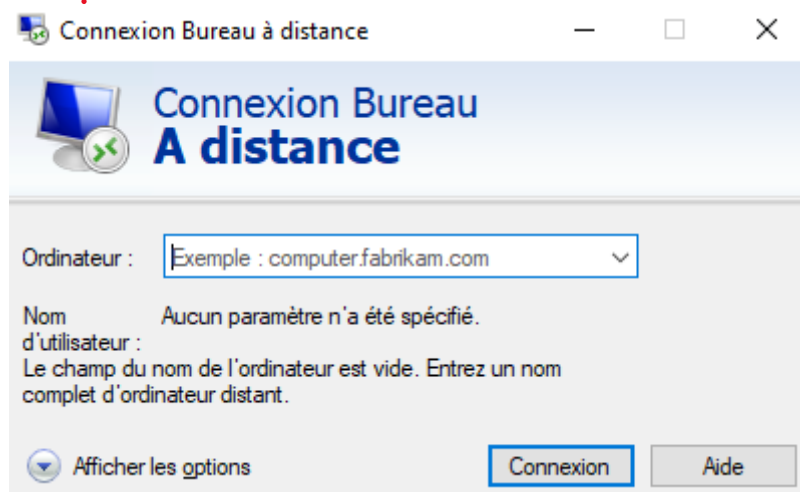 Connexion Bureau à distance
Connexion Bureau
A distance
Ordinateur :
Exemple : computer.fabrikam.com
Nom
d'utilisateur :
Aucun paramètre n'a été spécifié.
Le champ du nom de l'ordinateur est vide. Entrez un nom
complet d'ordinateur distant.
Afficher les options
Connexion
Aide